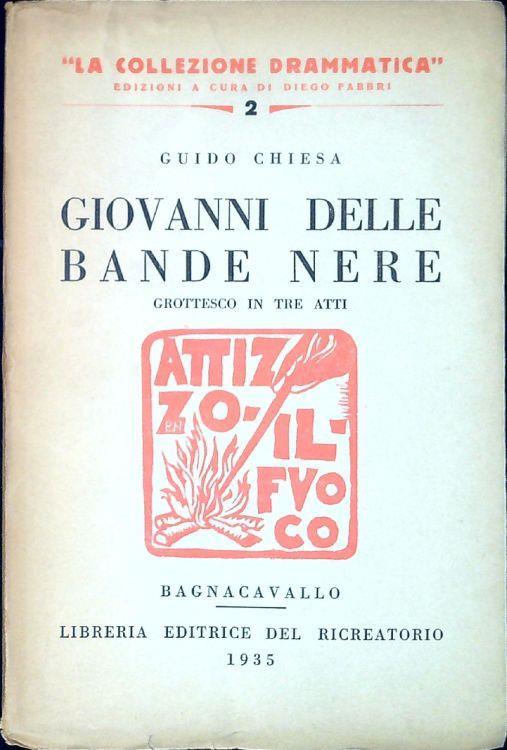 "LA COLLEZIONE DRAMMATICA"
EDIZIONI A CURA DI DIEGO FABBRI
2
GUIDO CHIESA
GIOVANNI DELLE
BANDE NERE
GROTTESCO IN TRE ATTI
ATTIZ
ZO-
IL-
FVO
CO
BAGNACAVALLO
LIBRERIA EDITRICE DEL RICREATORIO
1935